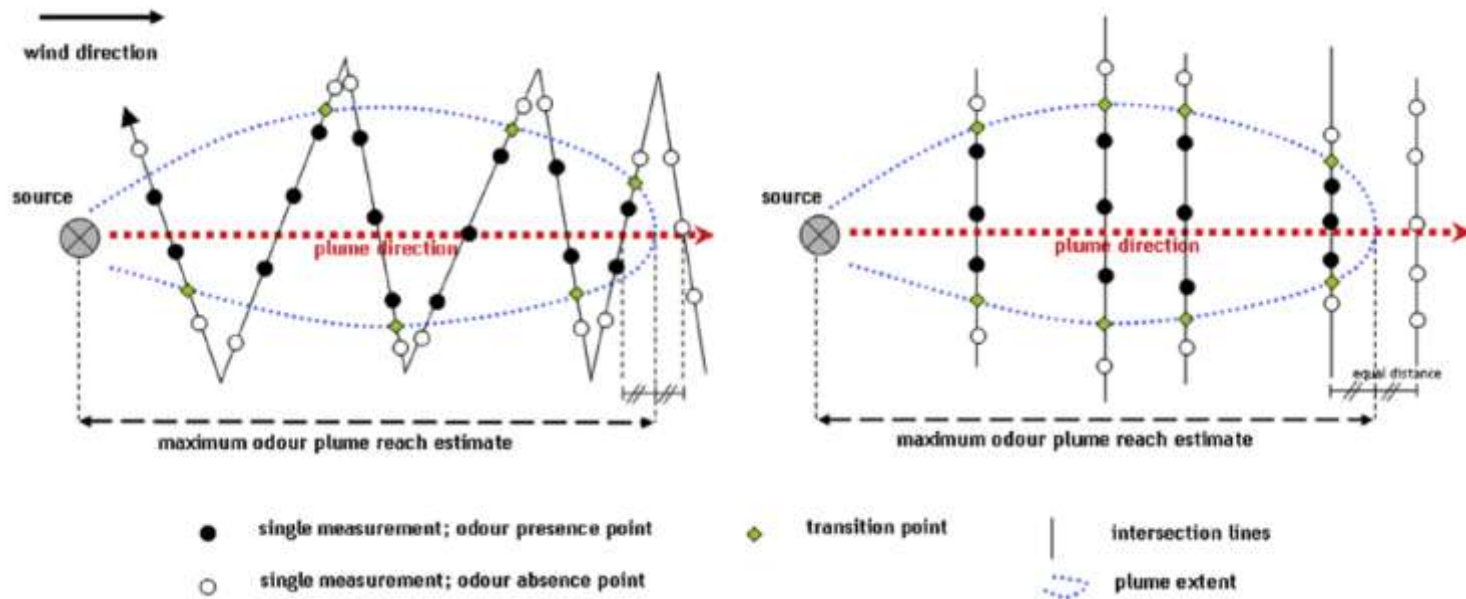 wind direction
source
plume direction
maximum odour plume reach estimate
source
plume direction
equal distance
maximum odour plume reach estimate
single measurement; odour presence point
transition point
intersection lines
single measurement; odour absence point
plume extent